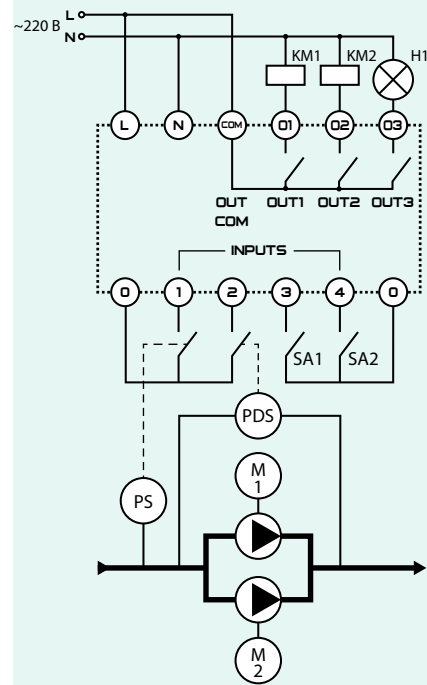 L
~220 В
N
KM1 KM2 H1
L N COM O1 O2 O3
OUT COM OUT1 OUT2 OUT3
INPUTS
0 1 2 3 4 0
SA1 SA2
PDS
M 1
PS
M 2